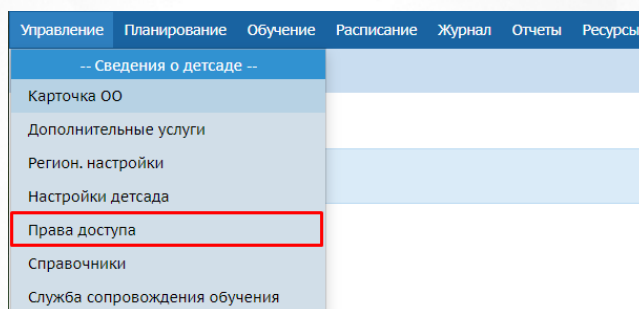 Управление Планирование Обучение Расписание Журнал Отчеты Ресурсы
-- Сведения о детсаде --
Карточка ОО
Дополнительные услуги
Регион. настройки
Настройки детсада
Права доступа
Справочники
Служба сопровождения обучения